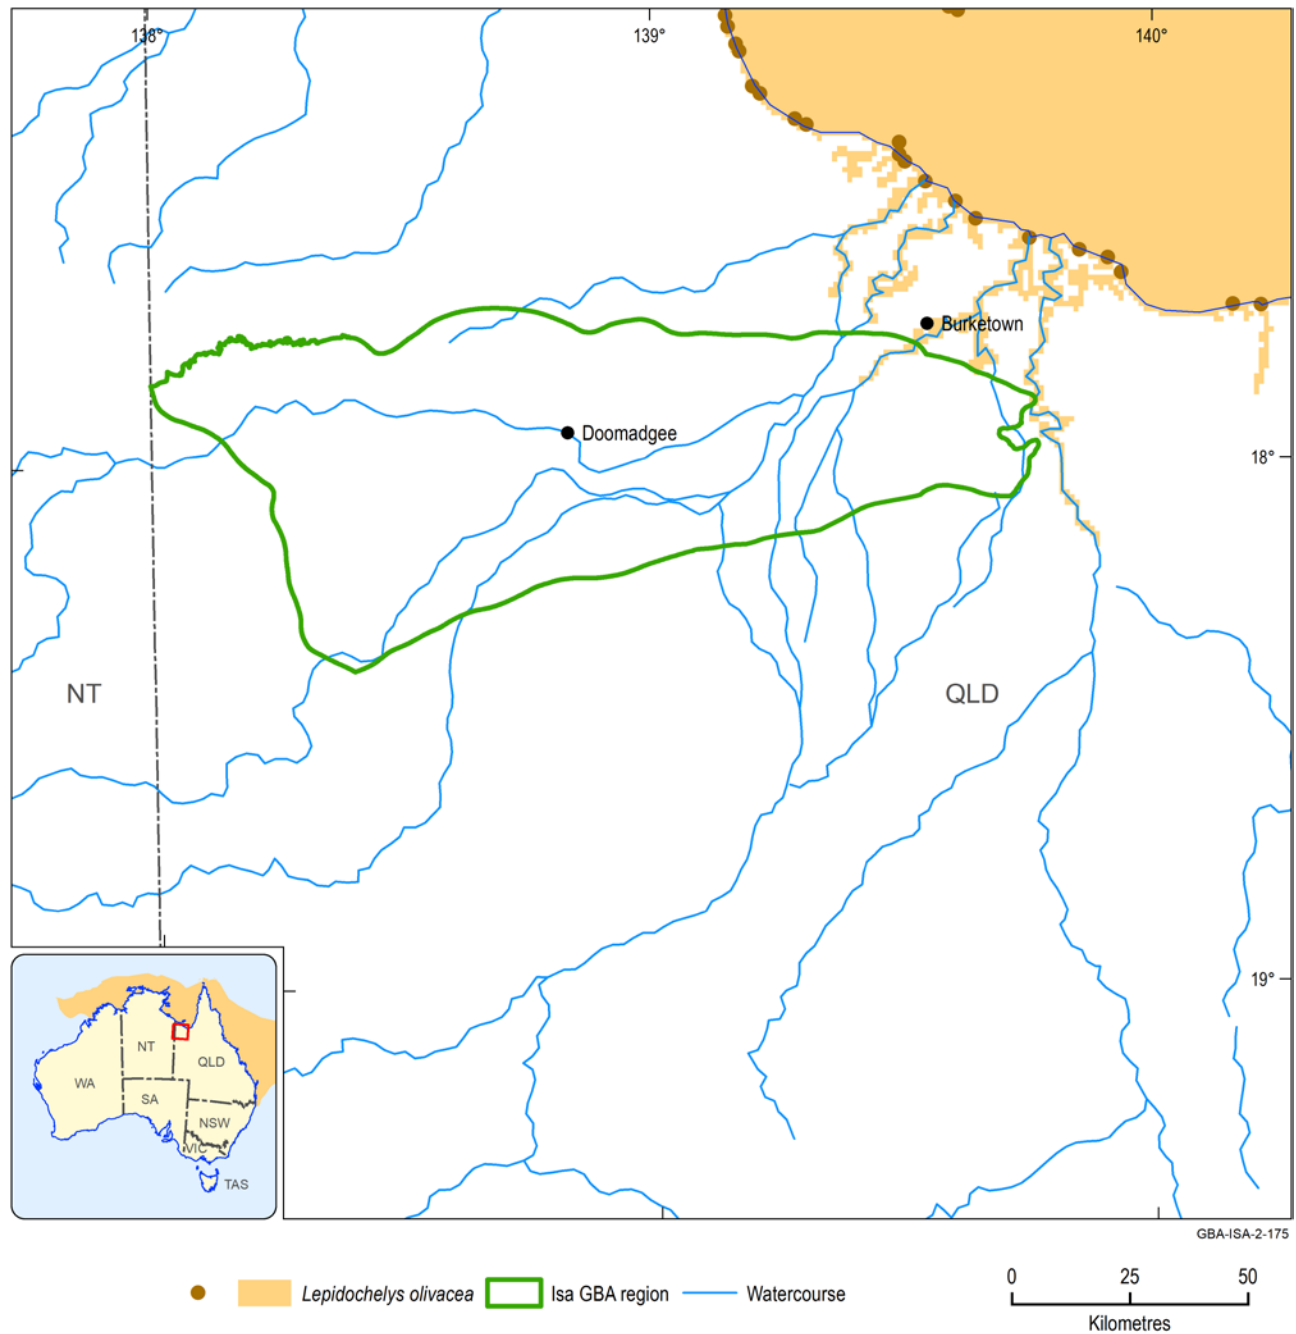 138°
139°
140°
Burketown
Doomadgee
18°
NT
QLD
19°
NT
QLD
WA
SA
NSW
VIC
TAS
GBA-ISA-2-175
Lepidochelys olivacea
Isa GBA region
Watercourse
0 25 50
Kilometres